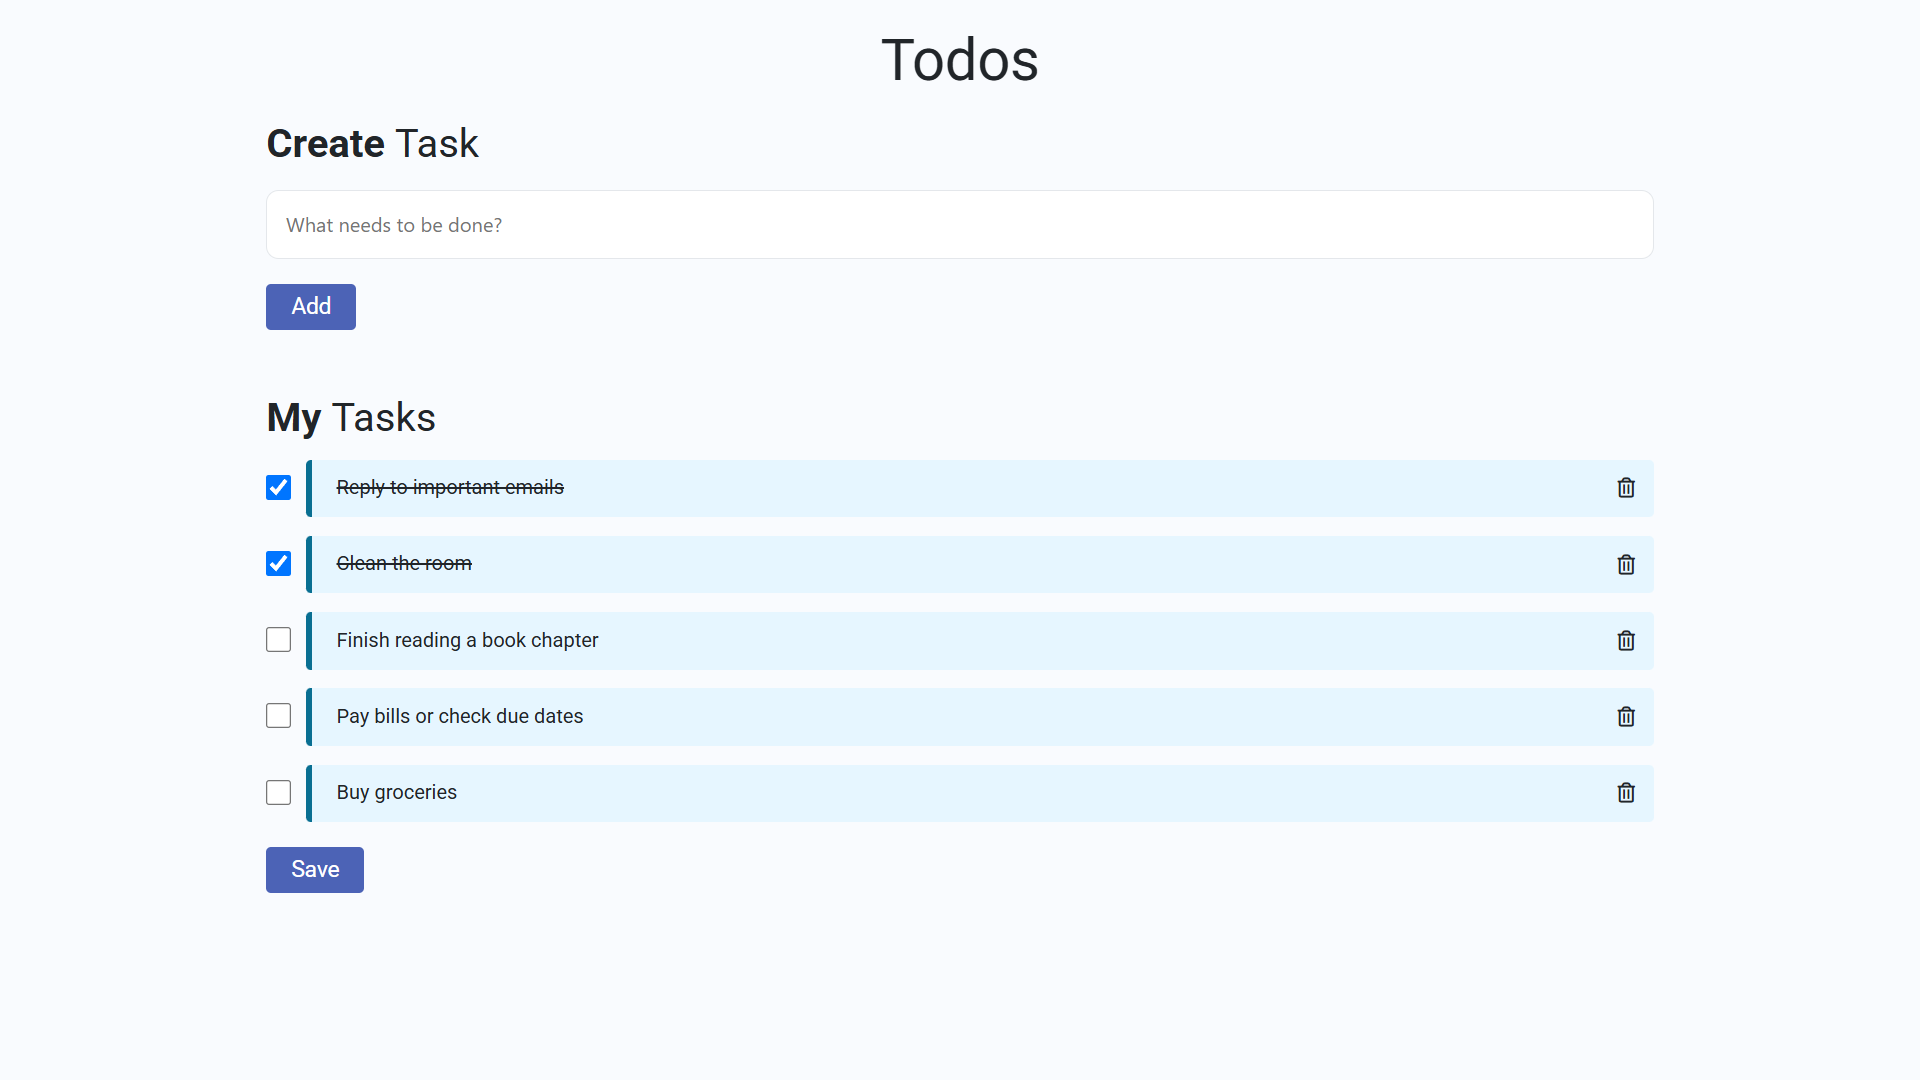 Todos
Create Task
What needs to be done?
Add
My Tasks
Reply to important emails
Clean the room
Finish reading a book chapter
Pay bills or check due dates
Buy groceries
Save